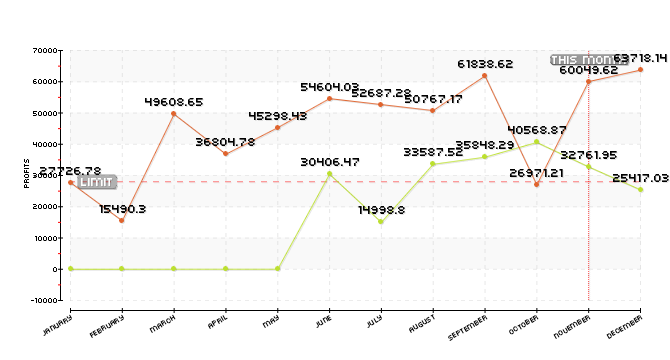 70000
60000
50000
40000
30000
20000
10000
0
-10000
PROFITS
THIS MONTH
LIMIT
27726.78
15490.3
49608.65
36804.78
45298.43
54604.03
52687.28
50767.17
61838.62
26971.21
60049.62
63718.14
30406.47
14998.8
33587.52
35848.29
40568.87
32761.95
25417.03
JANUARY
FEBRUARY
MARCH
APRIL
MAY
JUNE
JULY
AUGUST
SEPTEMBER
OCTOBER
NOVEMBER
DECEMBER